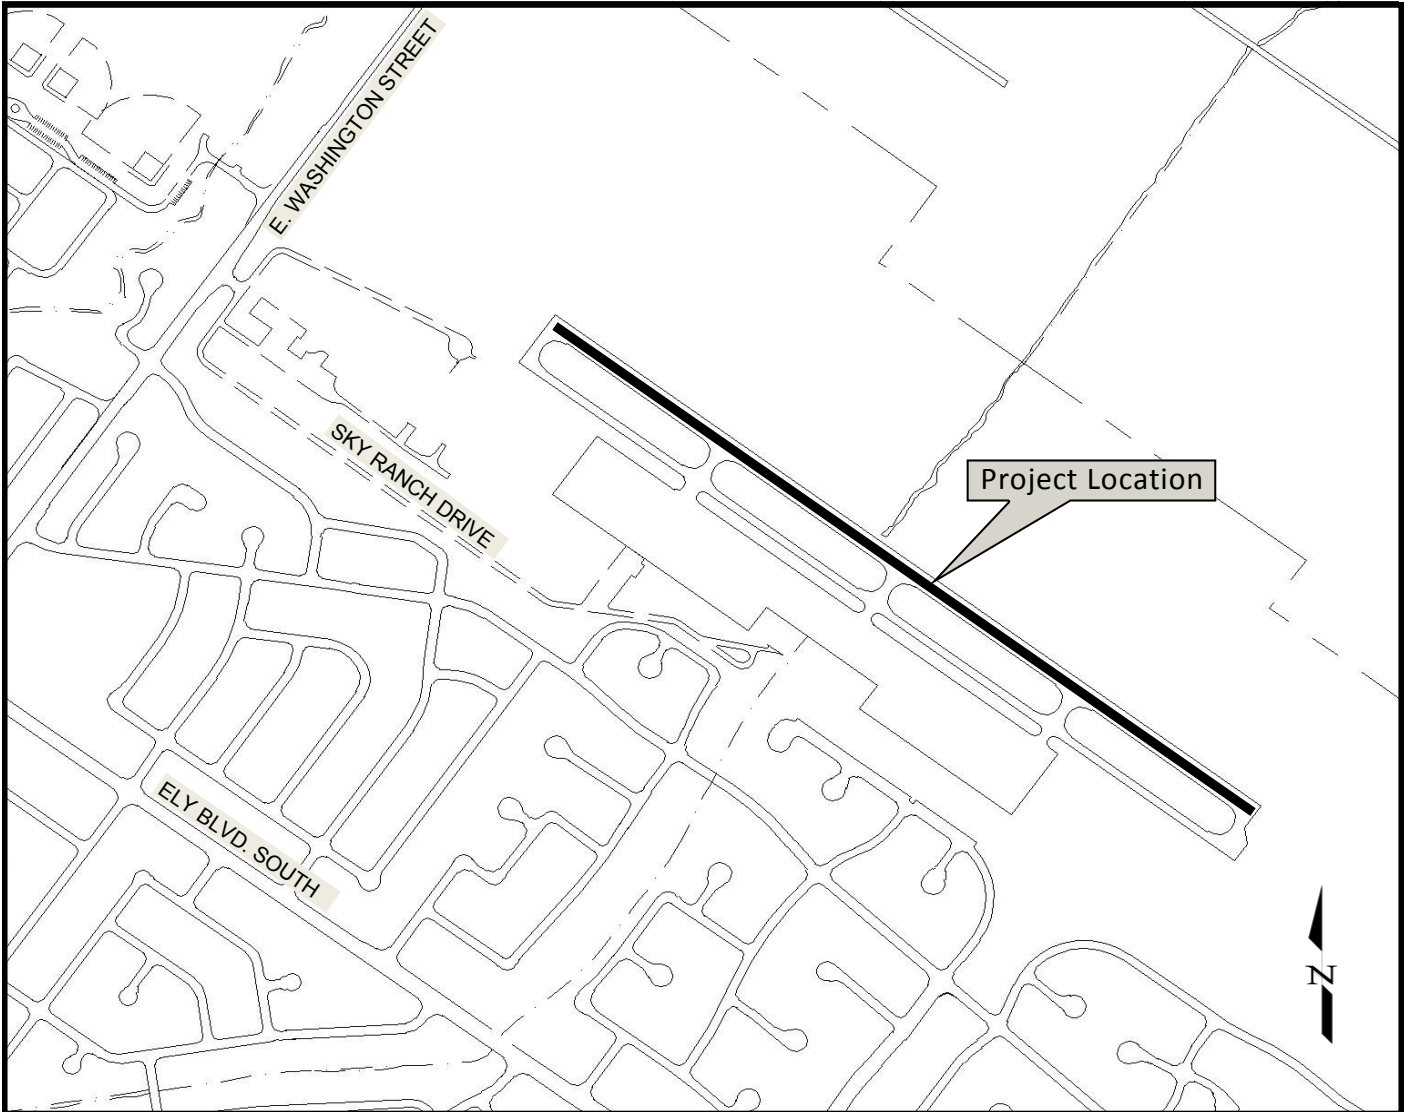 E. WASHINGTON STREET
SKY RANCH DRIVE
Project Location
ELY BLVD. SOUTH
N